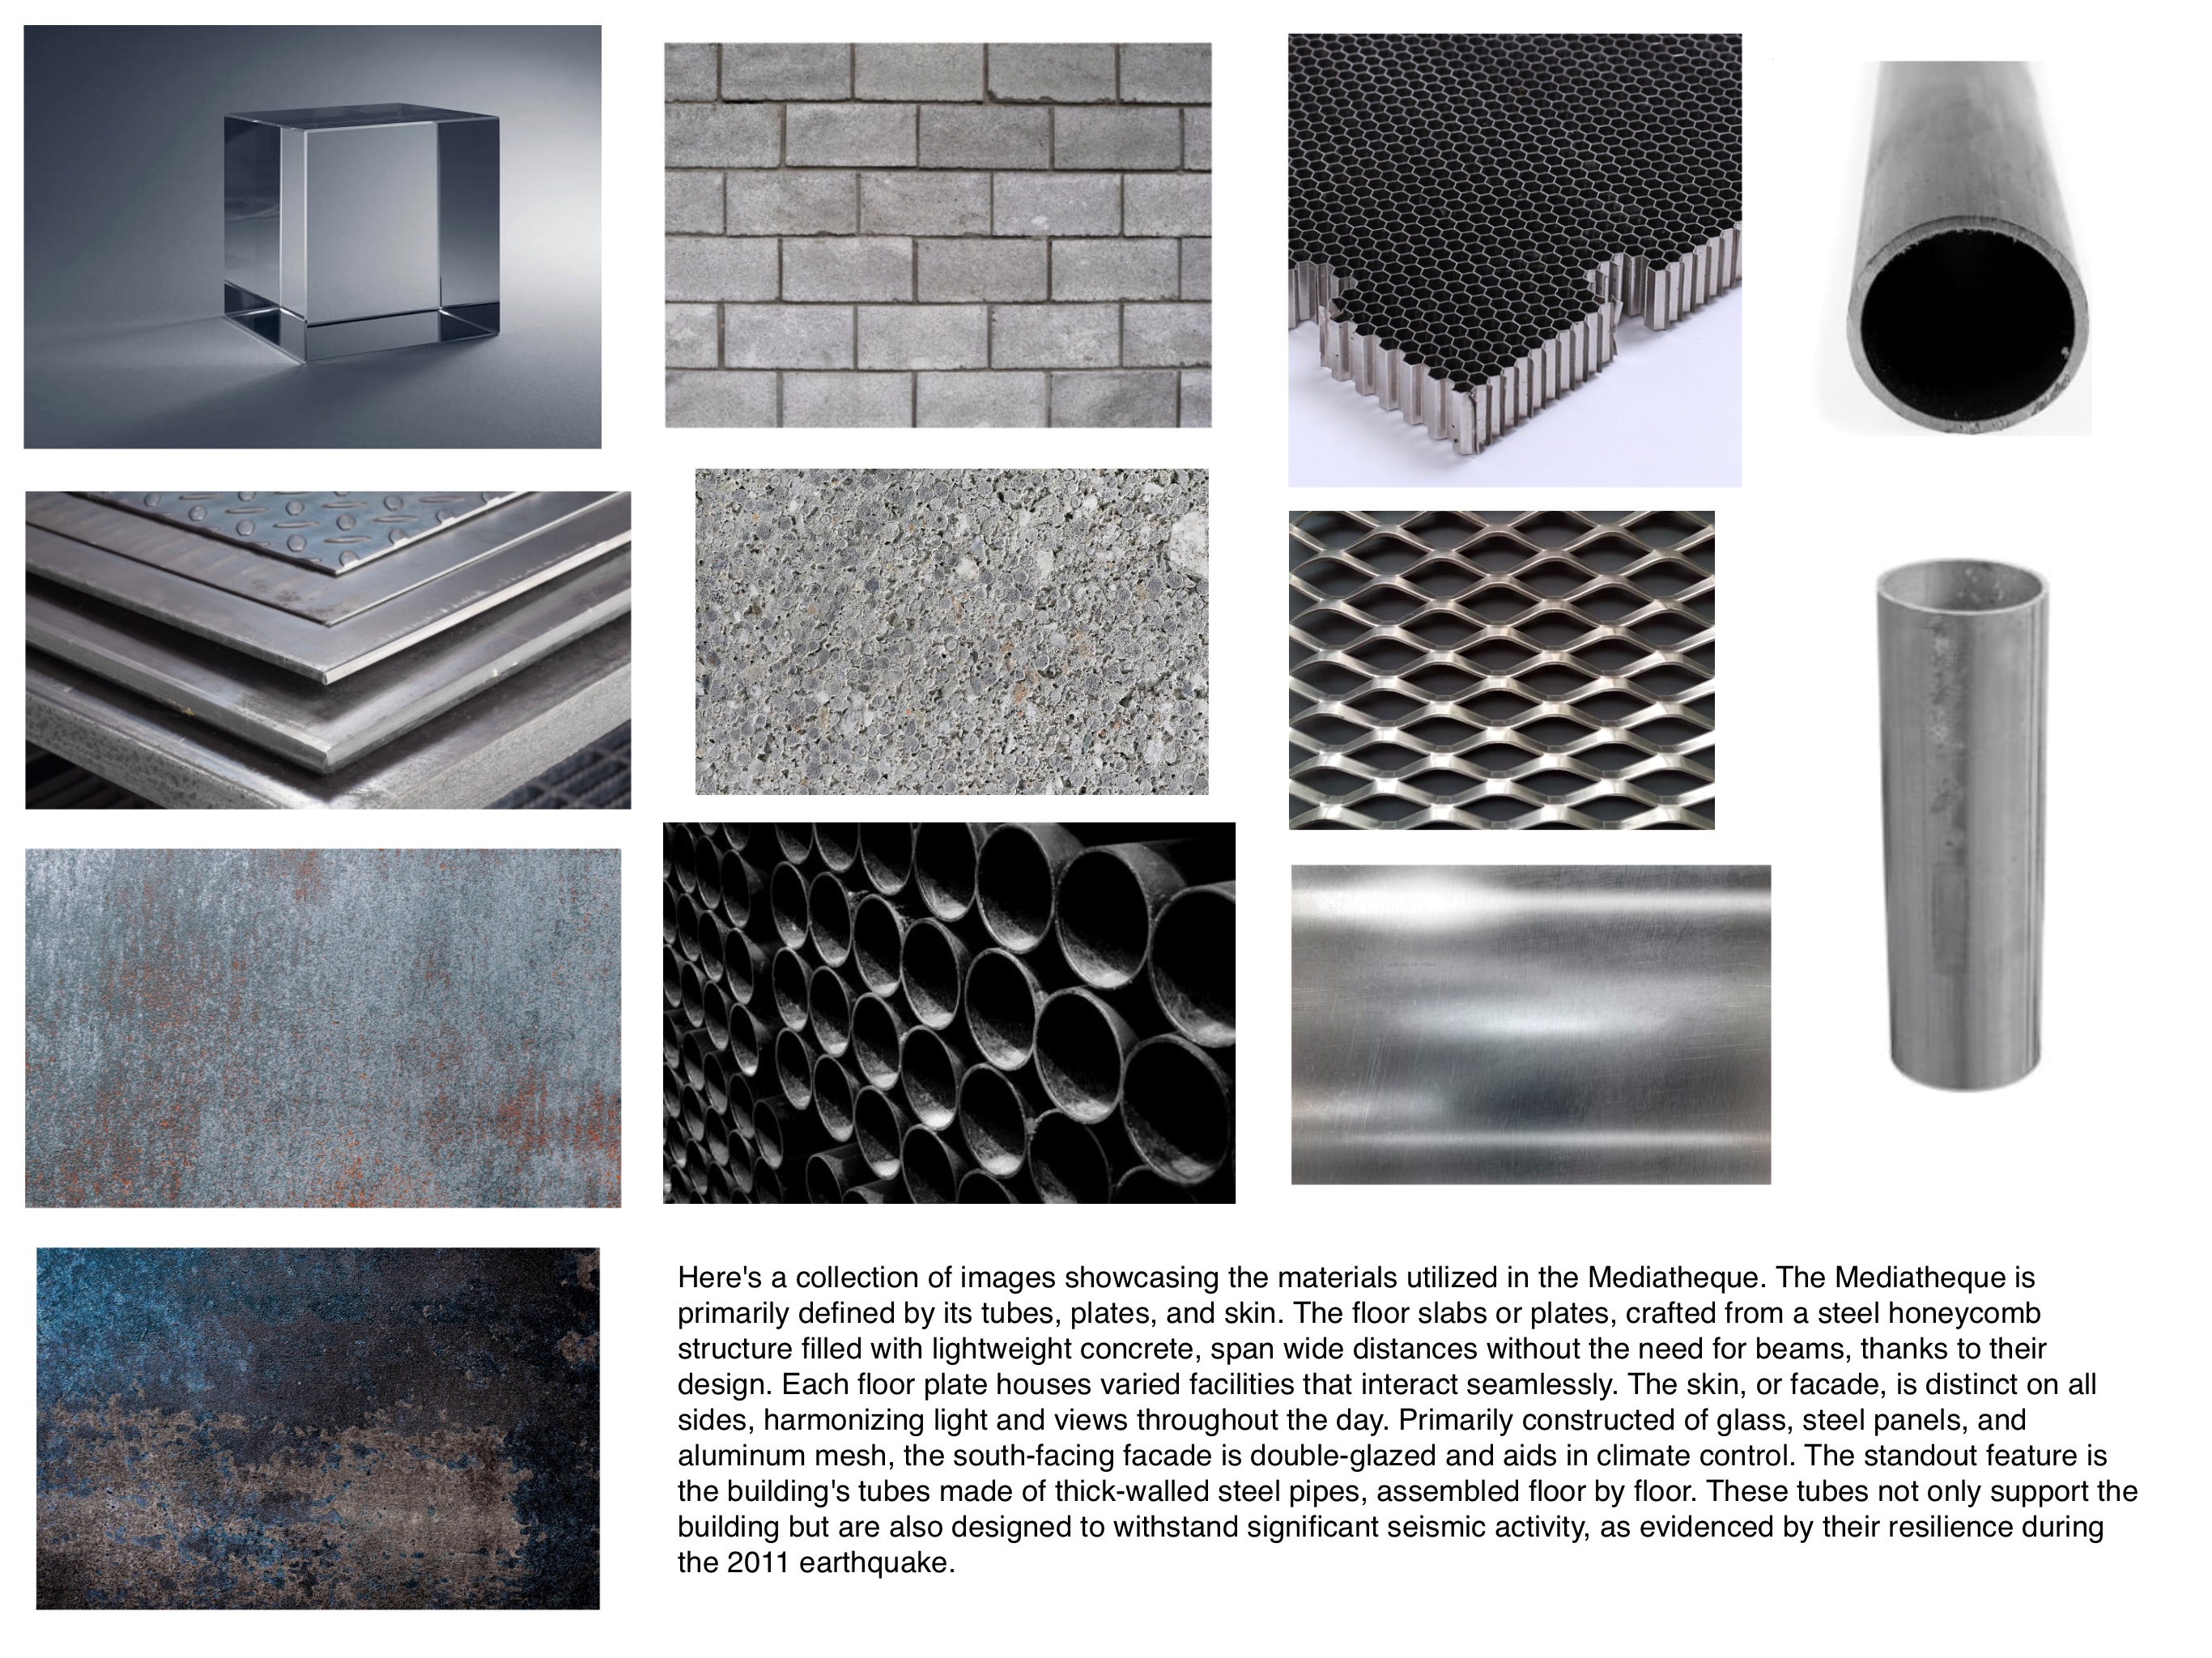 Here's a collection of images showcasing the materials utilized in the Mediatheque. The Mediatheque is
primarily defined by its tubes, plates, and skin. The floor slabs or plates, crafted from a steel honeycomb
structure filled with lightweight concrete, span wide distances without the need for beams, thanks to their
design. Each floor plate houses varied facilities that interact seamlessly. The skin, or facade, is distinct on all
sides, harmonizing light and views throughout the day. Primarily constructed of glass, steel panels, and
aluminum mesh, the south-facing facade is double-glazed and aids in climate control. The standout feature is
the building's tubes made of thick-walled steel pipes, assembled floor by floor. These tubes not only support the
building but are also designed to withstand significant seismic activity, as evidenced by their resilience during
the 2011 earthquake.